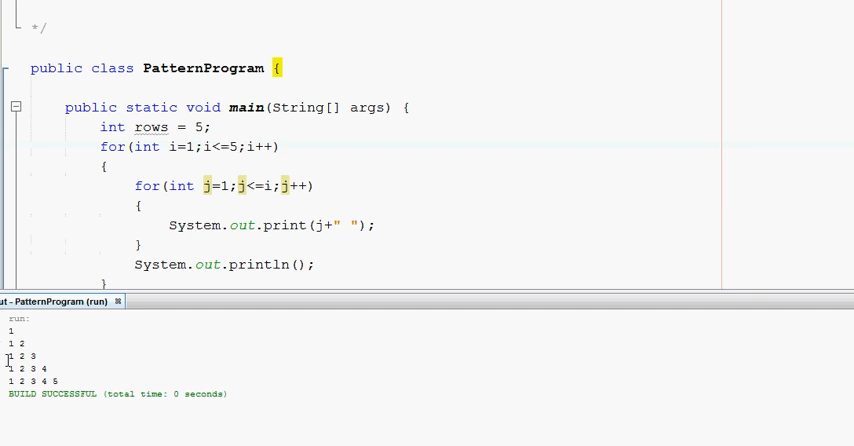 */
public class PatternProgram {
public static void main(String[] args) {
int rows = 5;
for(int i=1;i<=5;i++)
{
for(int j=1;j<=i;j++)
{
System.out.print(j+" ");
}
System.out.println();
}
ut - PatternProgram (run)
run:
1
1 2
1 2 3
1 2 3 4
1 2 3 4 5
BUILD SUCCESSFUL (total time: 0 seconds)